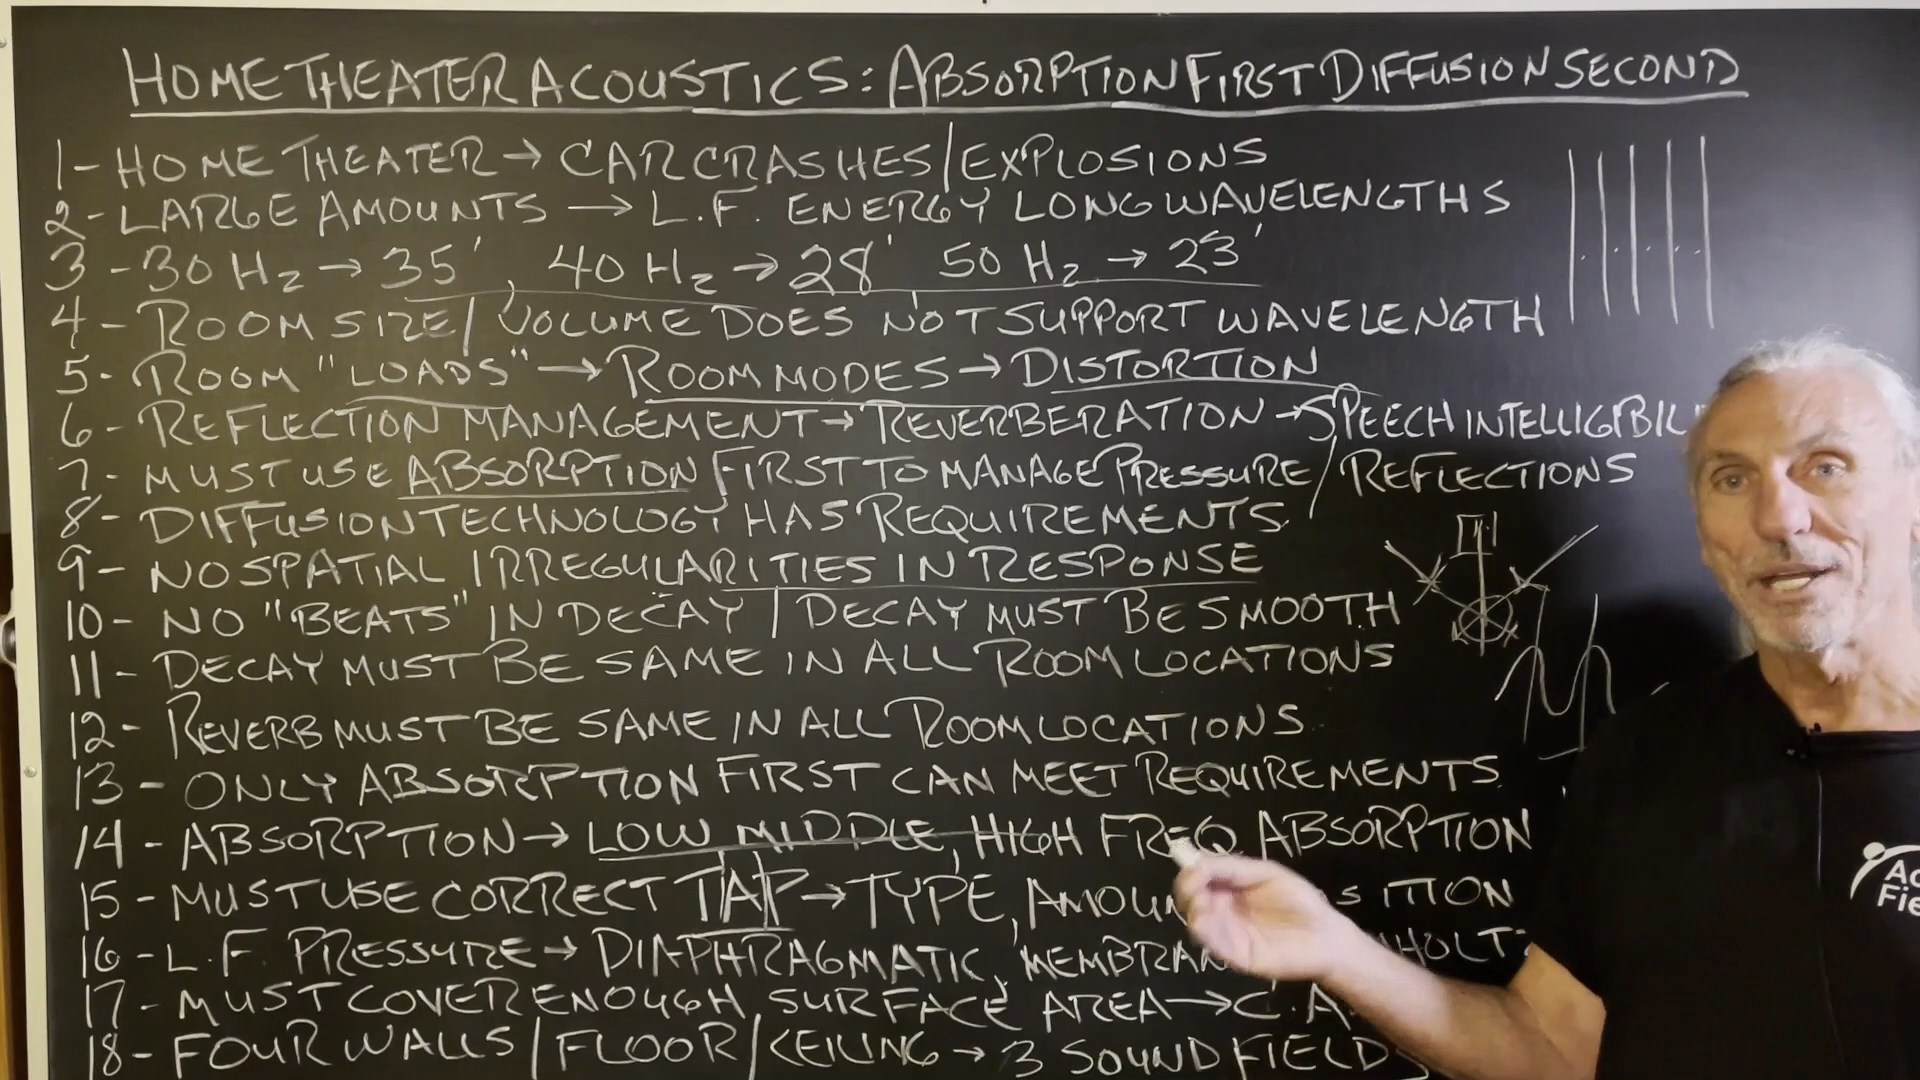 HOME THEATER ACOUSTICS: ABSORPTION FIRST DIFFUSION SECOND
1- HOME THEATER → CAR CRASHES/EXPLOSIONS
2- LARGE AMOUNTS → L.F. ENERGY LONG WAVELENGTHS
3 - 30 Hz → 35', 40 Hz → 28' 50 Hz → 23'
4 - ROOM SIZE/VOLUME DOES NOT SUPPORT WAVELENGTH
5- ROOM "LOADS" → ROOM MODES → DISTORTION
6- REFLECTION MANAGEMENT → REVERBERATION → SPEECH INTELLIGIBIL
7- MUST USE ABSORPTION FIRST TO MANAGE PRESSURE/REFLECTIONS
8- DIFFUSION TECHNOLOGY HAS REQUIREMENTS
9- NO SPATIAL IRREGULARITIES IN RESPONSE
10- NO "BEATS" IN DECAY / DECAY MUST BE SMOOTH
11- DECAY MUST BE SAME IN ALL ROOM LOCATIONS
12- REVERB MUST BE SAME IN ALL ROOM LOCATIONS
13- ONLY ABSORPTION FIRST CAN MEET REQUIREMENTS
14- ABSORPTION → LOW MIDDLE, HIGH FREQ ABSORPTION
15- MUST USE CORRECT TAP → TYPE, AMOUN SITION
16- L.F. PRESSURE → DIAPHRAGMATIC, MEMBRAN MHOLTZ
17- MUST COVER ENOUGH SURFACE AREA → C.A.
18- FOUR WALLS/FLOOR/CEILING → 3 SOUND FIELDS
Ac
Fie